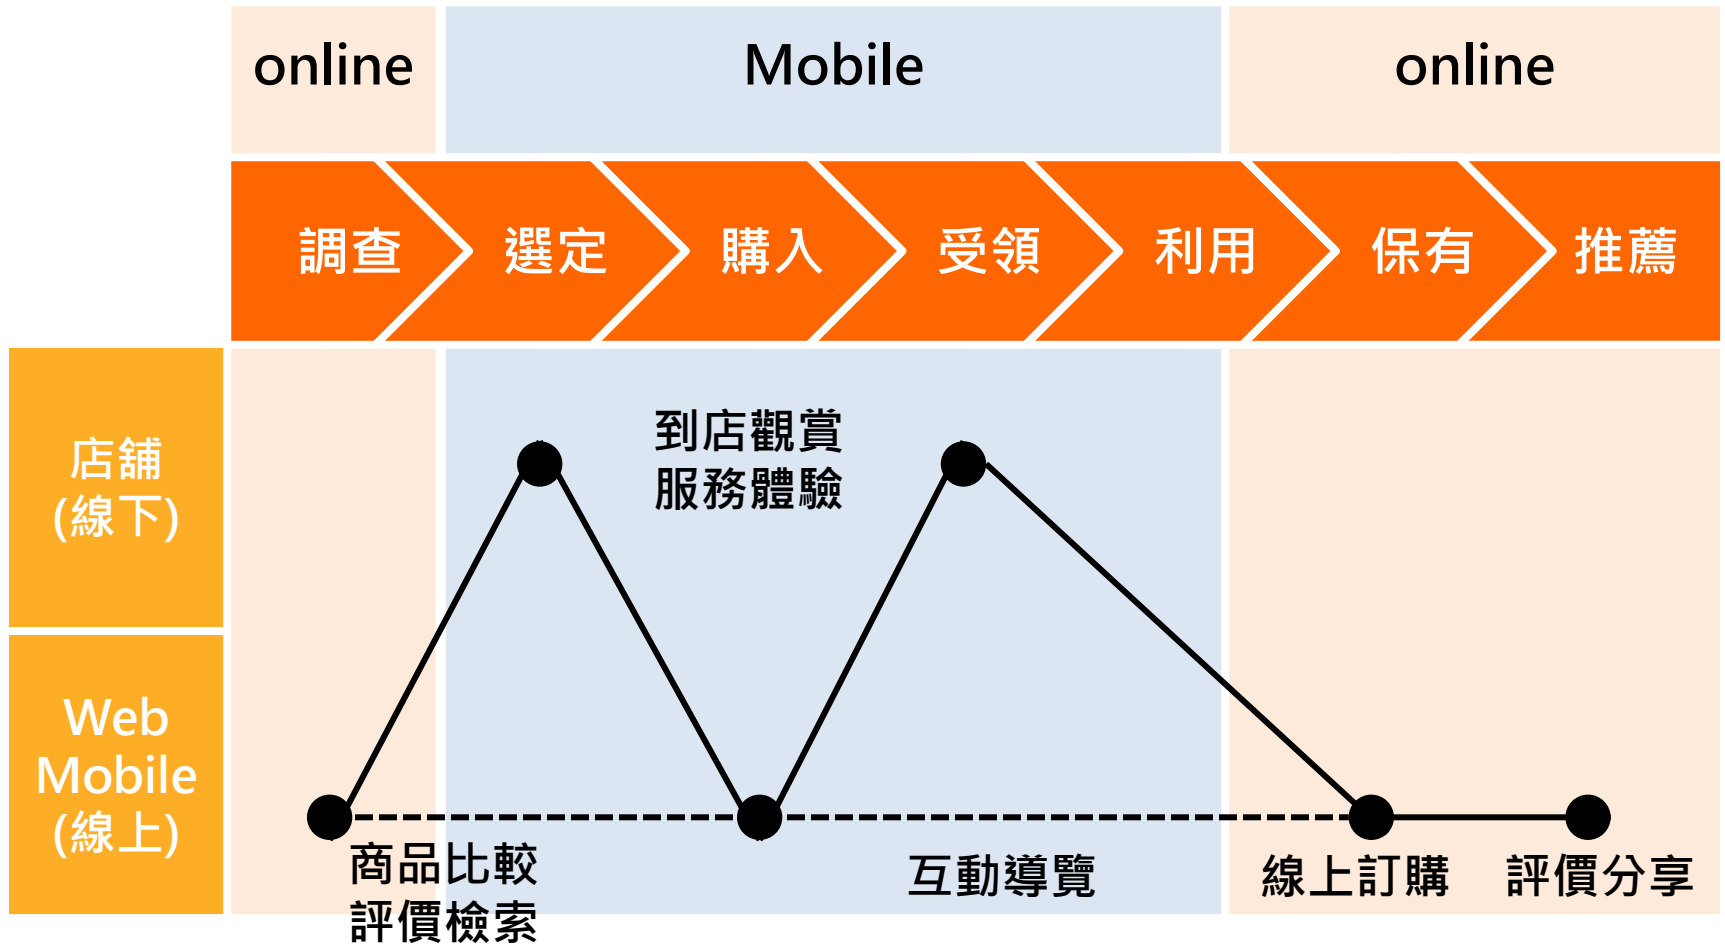 online
Mobile
online
調查
選定
購入
受領
利用
保有
推薦
店舖
(線下)
到店觀賞
服務體驗
Web
Mobile
(線上)
商品比較
評價檢索
互動導覽
線上訂購
評價分享